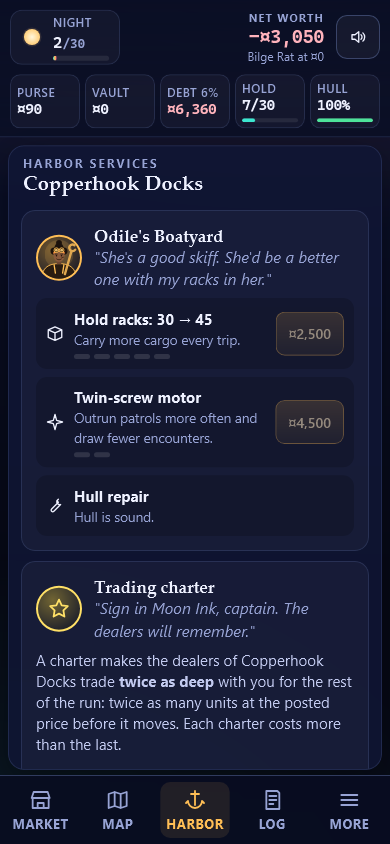 NIGHT
2/30
NET WORTH
−¤3,050
Bilge Rat at ¤0
PURSE
¤90
VAULT
¤0
DEBT 6%
¤6,360
HOLD
7/30
HULL
100%
HARBOR SERVICES
Copperhook Docks
Odile's Boatyard
"She's a good skiff. She'd be a better
one with my racks in her."
Hold racks: 30 → 45
Carry more cargo every trip.
¤2,500
Twin-screw motor
Outrun patrols more often and
draw fewer encounters.
¤4,500
Hull repair
Hull is sound.
Trading charter
"Sign in Moon Ink, captain. The
dealers will remember."
A charter makes the dealers of Copperhook
Docks trade twice as deep with you for the rest
of the run: twice as many units at the posted
price before it moves. Each charter costs more
than the last.
MARKET
MAP
HARBOR
LOG
MORE